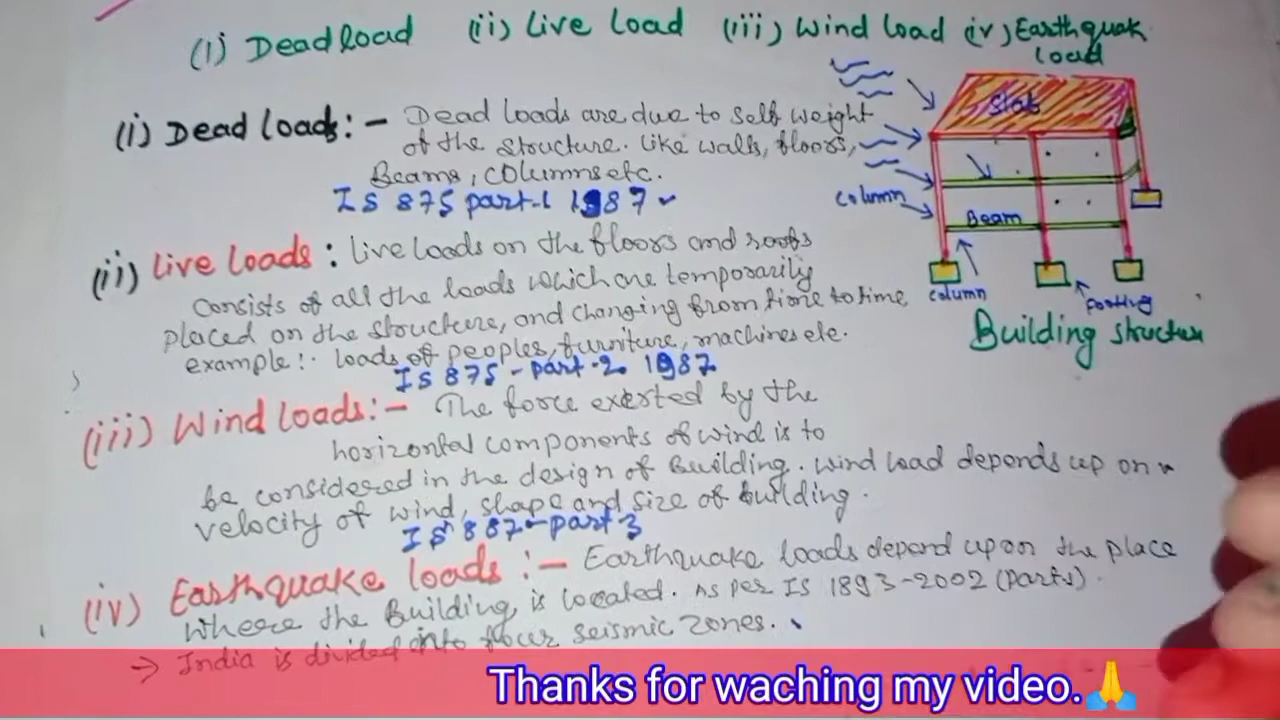 (i) Dead load (ii) Live Load (iii) Wind load (iv) Earthquak
load
(i) Dead loads:- Dead loads are due to self weight
of the structure. like walls, floors,
Beams, columns etc.
IS 875 part-1 1987
(ii) Live loads: live loads on the floors and roofs
Consists of all the loads which are temporarily
placed on the structure, and changing from time to time
example:- loads of peoples, furniture, machines etc.
IS 875-part-2 1987
(iii) Wind loads:- The force exerted by the
horizontal components of wind is to
be considered in the design of Building. wind load depends up on
velocity of wind, shape and size of building.
IS 887-part 3
(iv) Earthquake loads:- Earthquake loads depend upon the place
where the Building is located. As per IS 1893-2002 (Part1).
→ India is divided into four seismic zones.
Slab
column
Beam
column
footing
Building structure
Thanks for waching my video.🙏